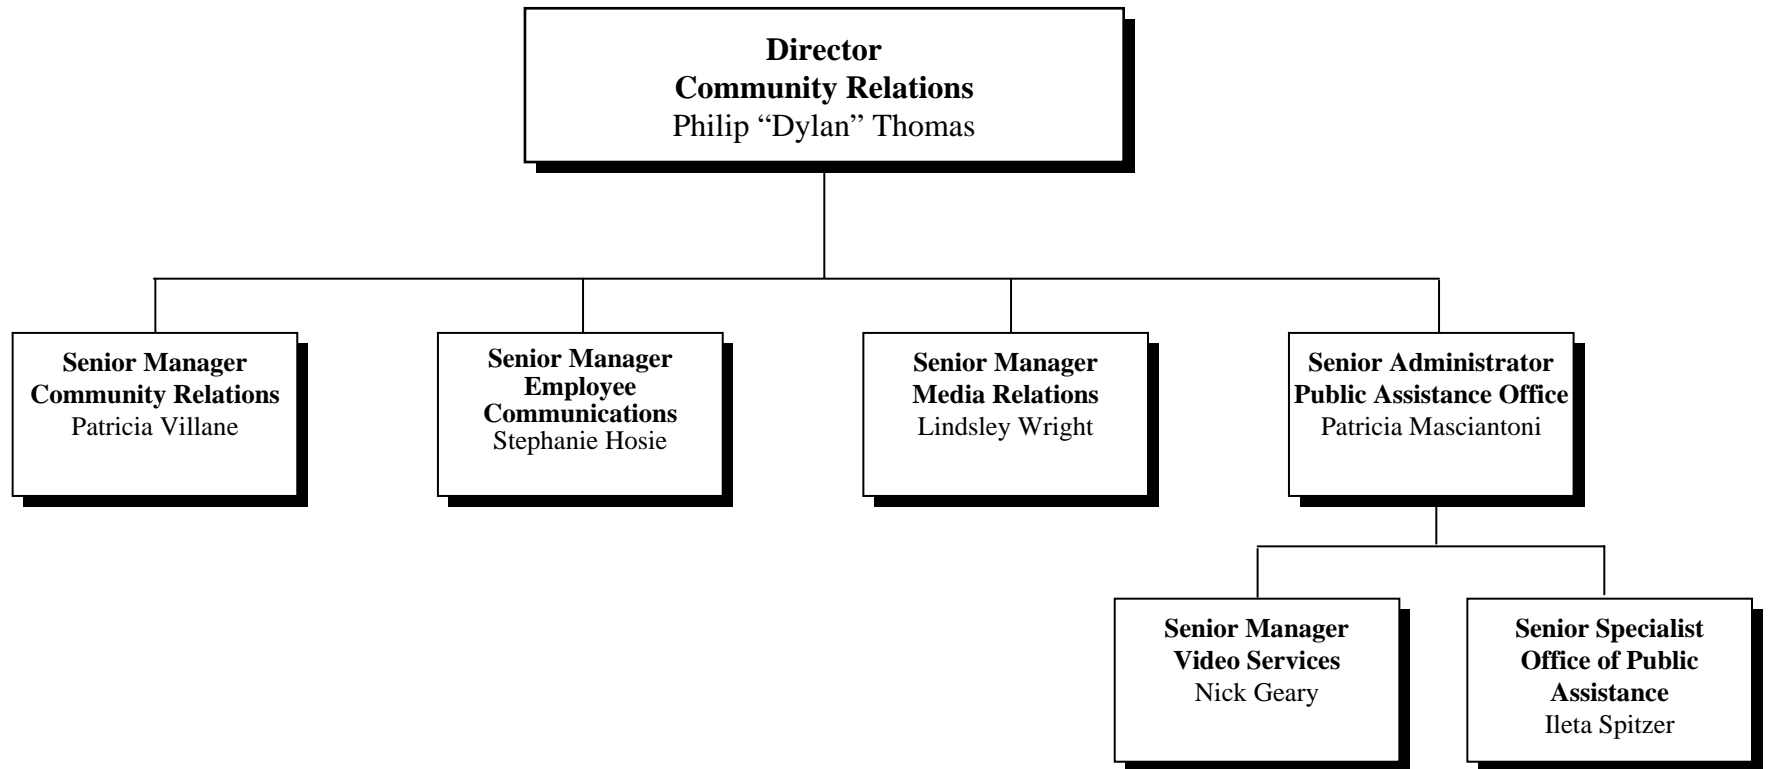 Director
Community Relations
Philip “Dylan” Thomas
Senior Manager
Community Relations
Patricia Villane
Senior Manager
Employee
Communications
Stephanie Hosie
Senior Manager
Media Relations
Lindsley Wright
Senior Administrator
Public Assistance Office
Patricia Masciantoni
Senior Manager
Video Services
Nick Geary
Senior Specialist
Office of Public
Assistance
Ileta Spitzer